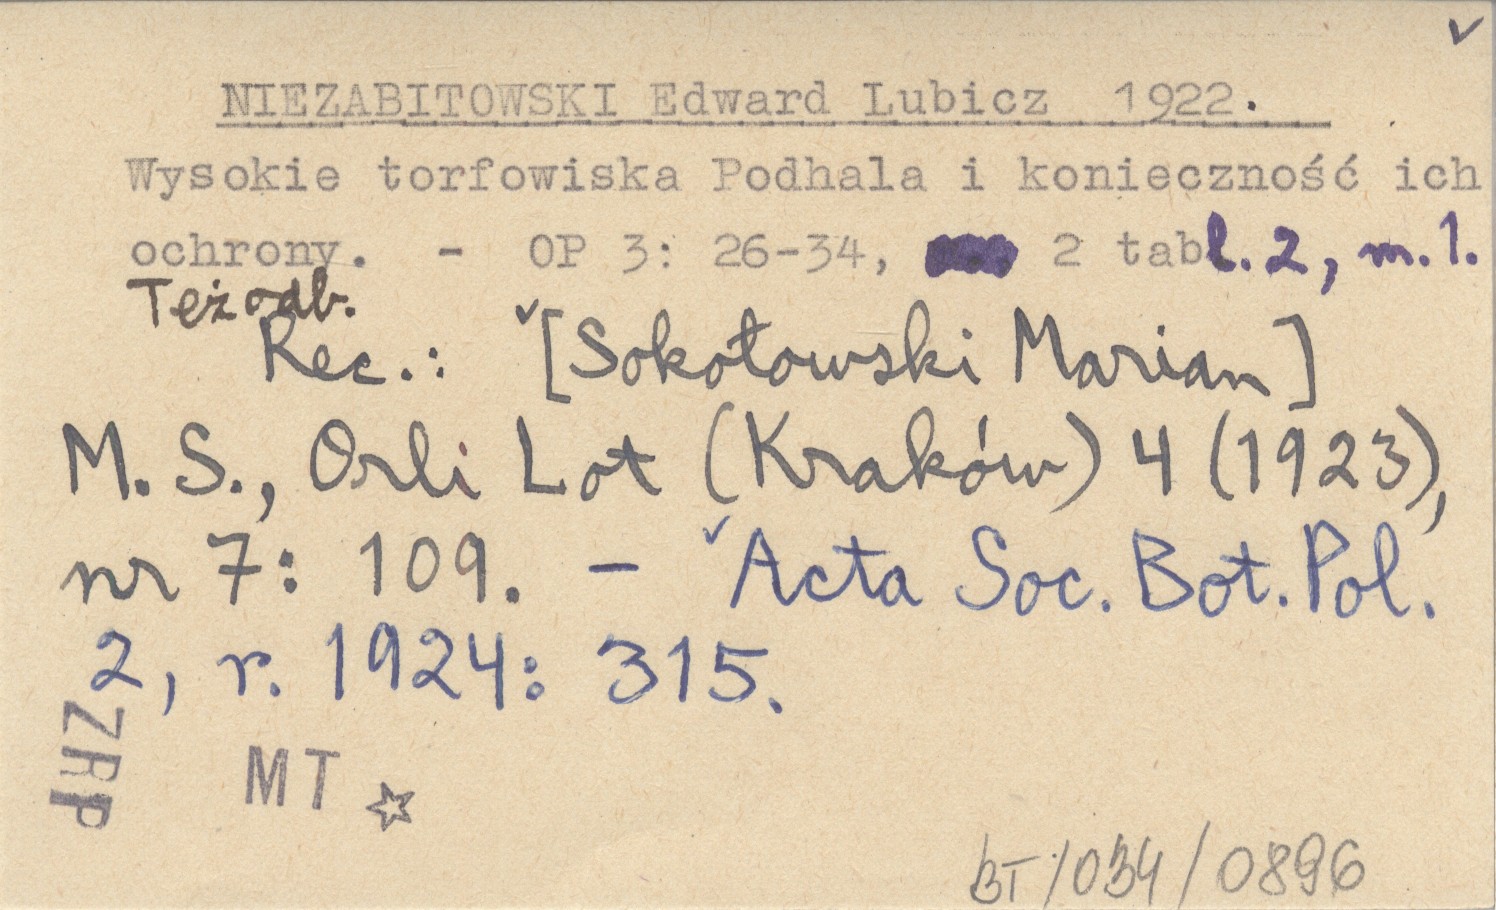 NIEZABITOWSKI Edward Lubicz 1922.
Wysokie torfowiska Podhala i konieczność ich
ochrony. - OP 3: 26-34, 2 tabl. 2, m. 1.
Też odb.
Rec.: [Sokołowski Marian]
M. S., Orli Lot (Kraków) 4 (1923),
nr 7: 109. - Acta Soc. Bot. Pol.
2, r. 1924: 315.
ZRP
MT
BT/034/0896